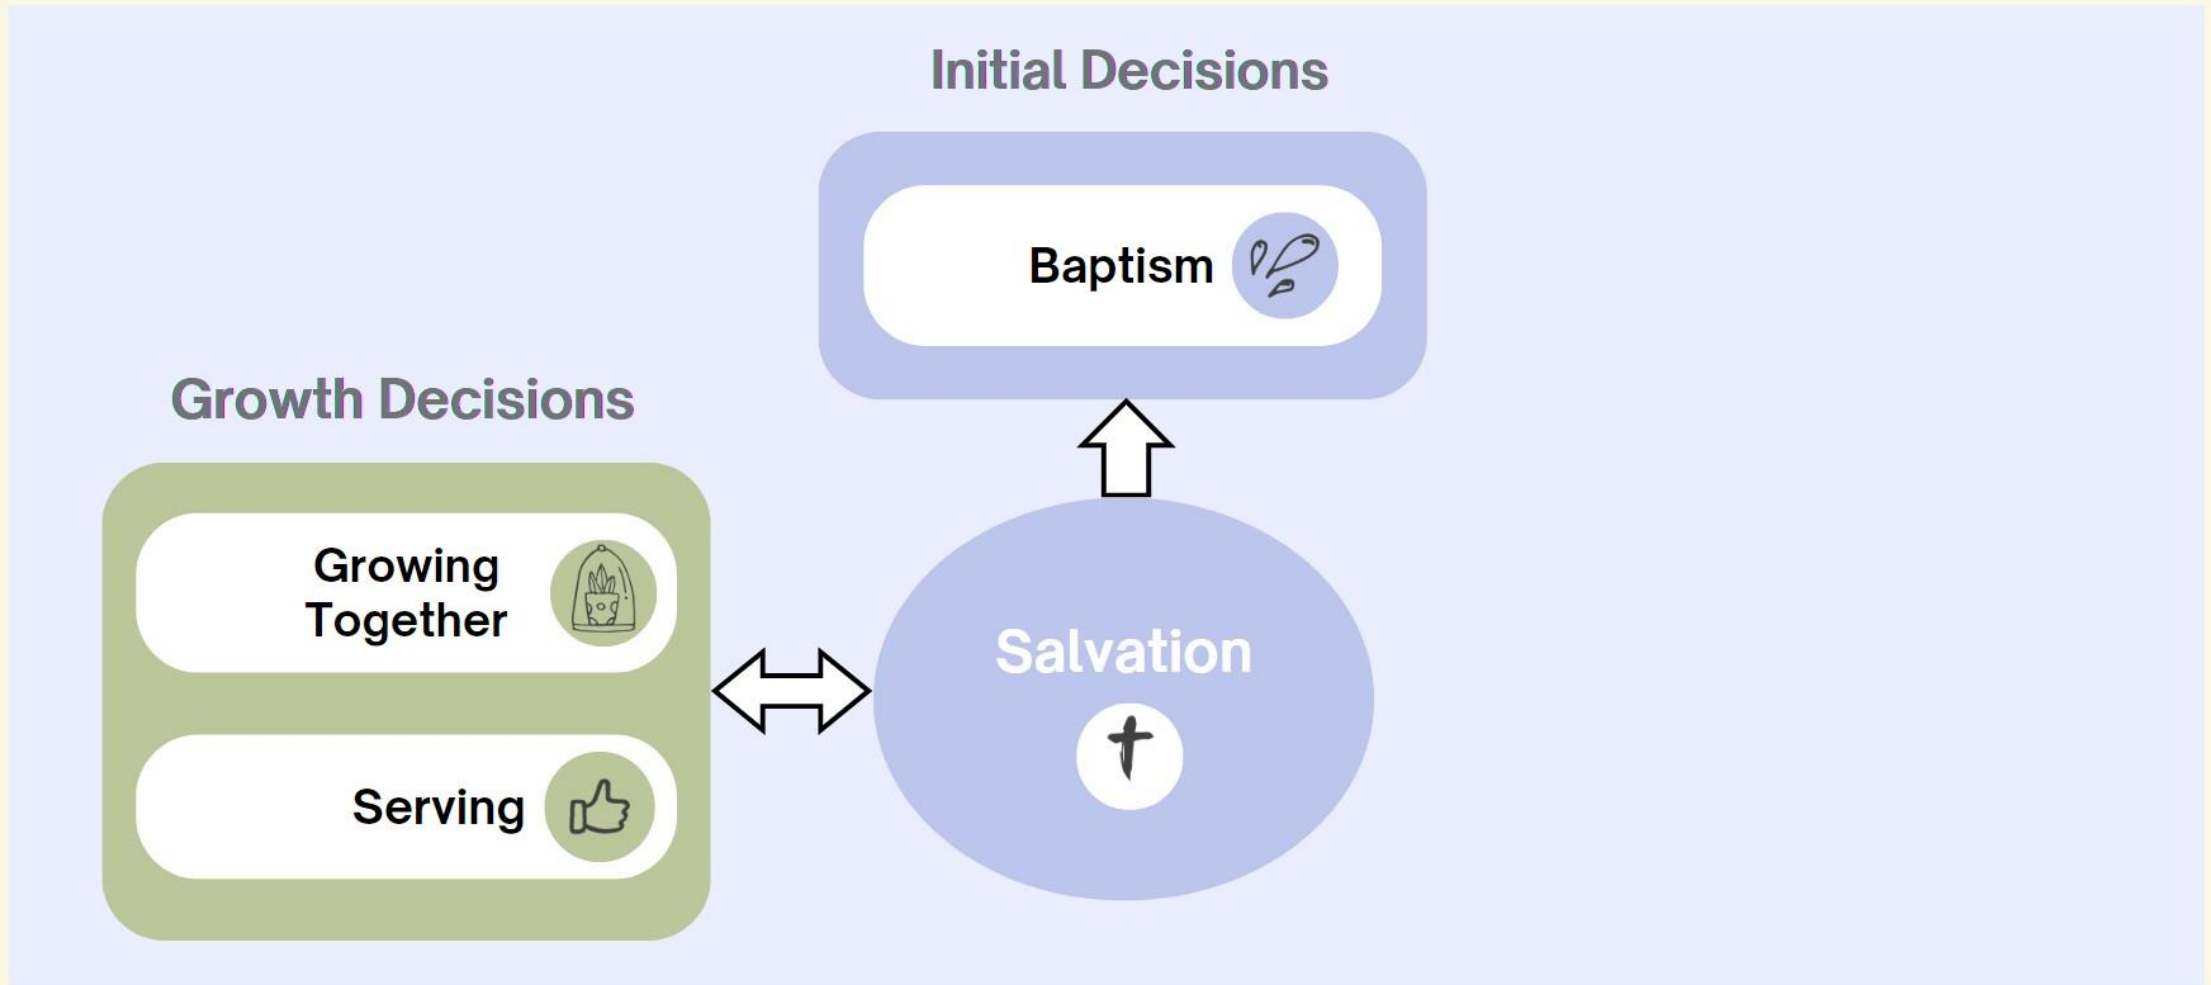 Initial Decisions
Baptism
Growth Decisions
Growing
Together
Serving
Salvation